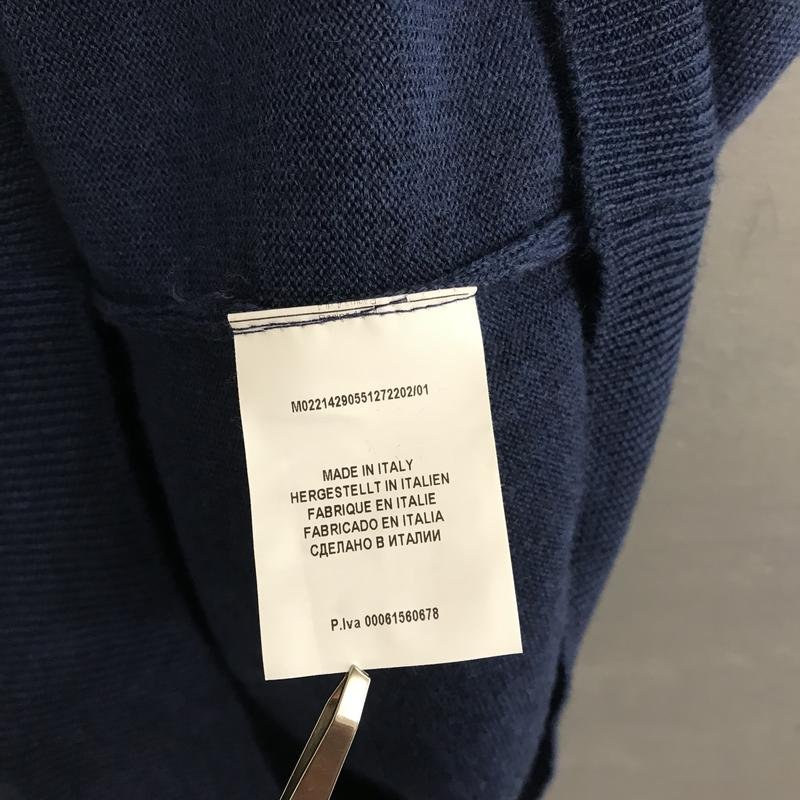 M02214290551272202/01
MADE IN ITALY
HERGESTELLT IN ITALIEN
FABRIQUE EN ITALIE
FABRICADO EN ITALIA
СДЕЛАНО В ИТАЛИИ
P.Iva 00061560678